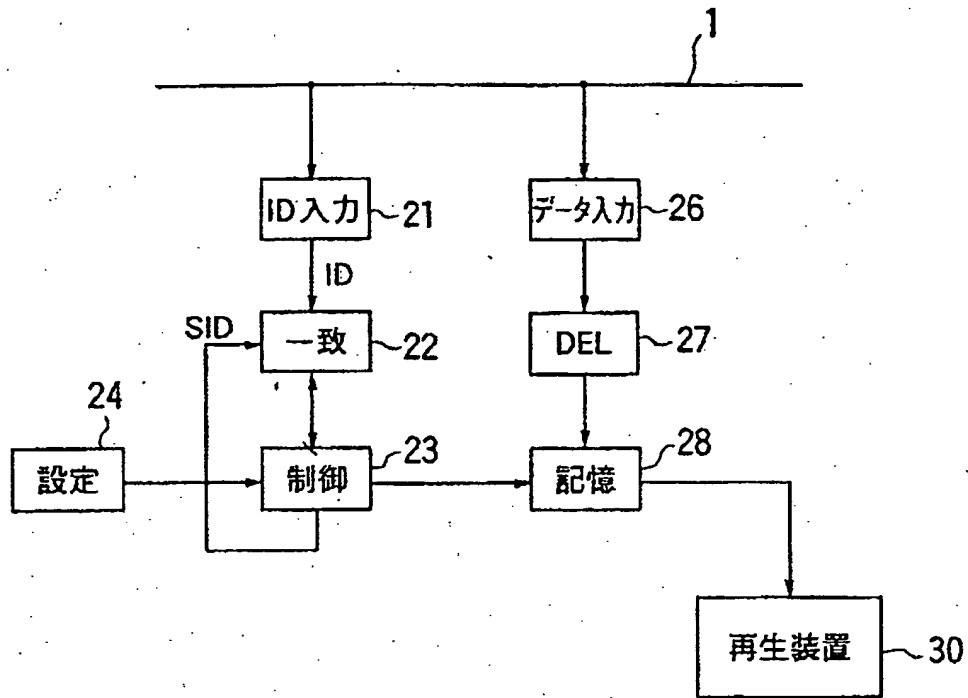 1
ID入力
21
データ入力
26
ID
SID
一致
22
DEL
27
24
設定
制御
23
記憶
28
再生装置
30